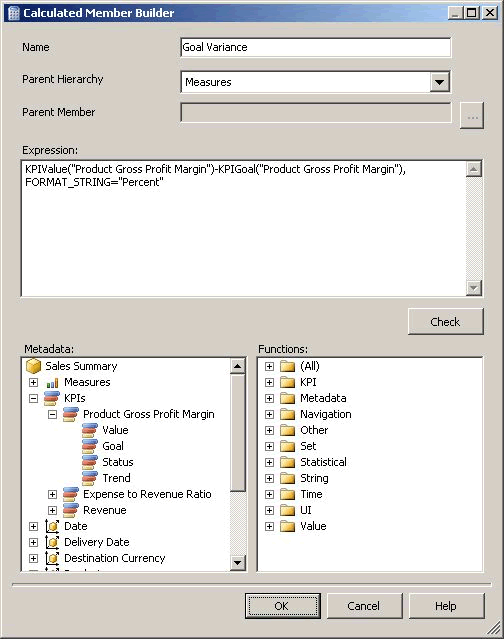 Calculated Member Builder
Name
Goal Variance
Parent Hierarchy
Measures
Parent Member
...
Expression:
KPIValue("Product Gross Profit Margin")-KPIGoal("Product Gross Profit Margin"),
FORMAT_STRING="Percent"
Check
Metadata:
Sales Summary
Measures
KPIs
Product Gross Profit Margin
Value
Goal
Status
Trend
Expense to Revenue Ratio
Revenue
Date
Delivery Date
Destination Currency
Functions:
(All)
KPI
Metadata
Navigation
Other
Set
Statistical
String
Time
UI
Value
OK
Cancel
Help